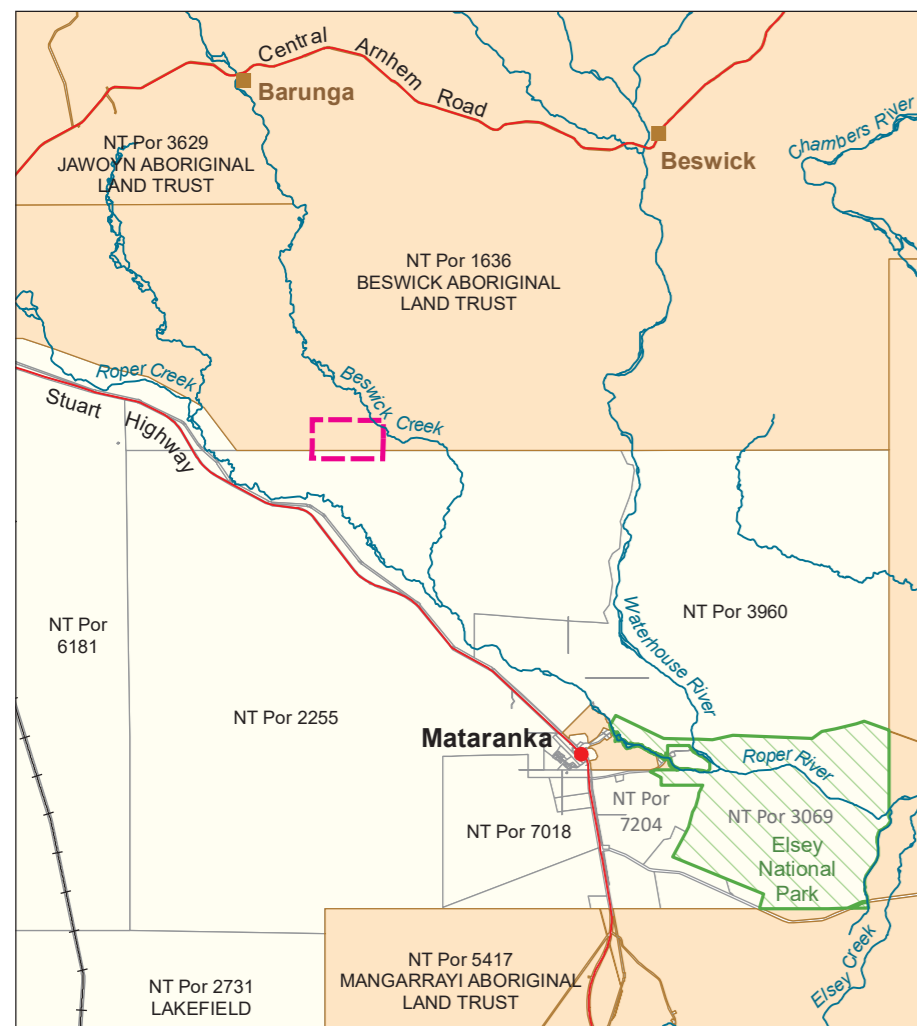 Central Arnhem Road
Barunga
Chambers River
NT Por 3629
JAWOYN ABORIGINAL
LAND TRUST
Beswick
NT Por 1636
BESWICK ABORIGINAL
LAND TRUST
Roper Creek
Beswick Creek
Stuart Highway
NT Por
6181
Waterhouse River
NT Por 3960
NT Por 2255
Mataranka
Roper River
NT Por
7204
NT Por 3069
NT Por 7018
Elsey
National
Park
NT Por 5417
MANGARRAYI ABORIGINAL
LAND TRUST
Elsey Creek
NT Por 2731
LAKEFIELD